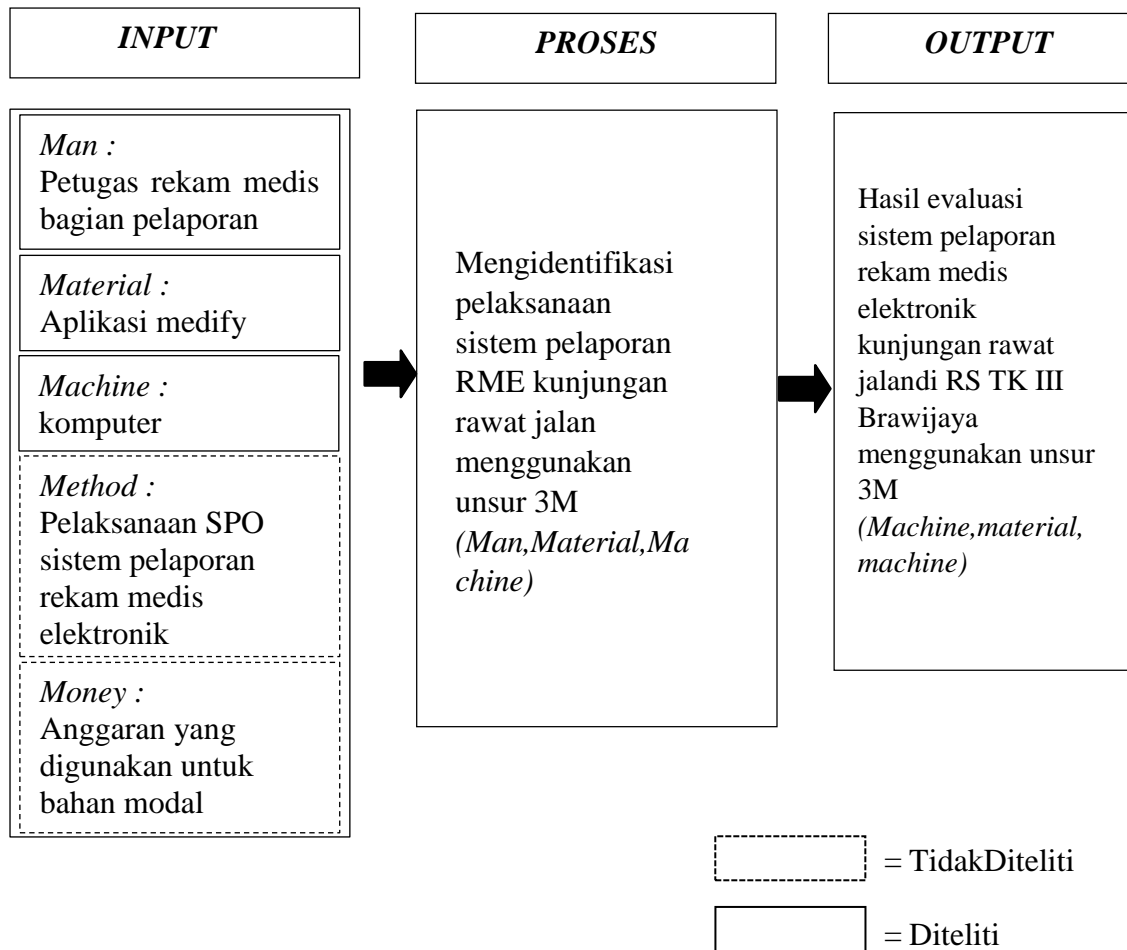 INPUT
PROSES
OUTPUT
Man :
Petugas rekam medis
bagian pelaporan
Material :
Aplikasi medify
Machine :
komputer
Method :
Pelaksanaan SPO
sistem pelaporan
rekam medis
elektronik
Money :
Anggaran yang
digunakan untuk
bahan modal
Mengidentifikasi
pelaksanaan
sistem pelaporan
RME kunjungan
rawat jalan
menggunakan
unsur 3M
(Man,Material,Ma
chine)
Hasil evaluasi
sistem pelaporan
rekam medis
elektronik
kunjungan rawat
jalandi RS TK III
Brawijaya
menggunakan unsur
3M
(Machine,material,
machine)
= TidakDiteliti
= Diteliti